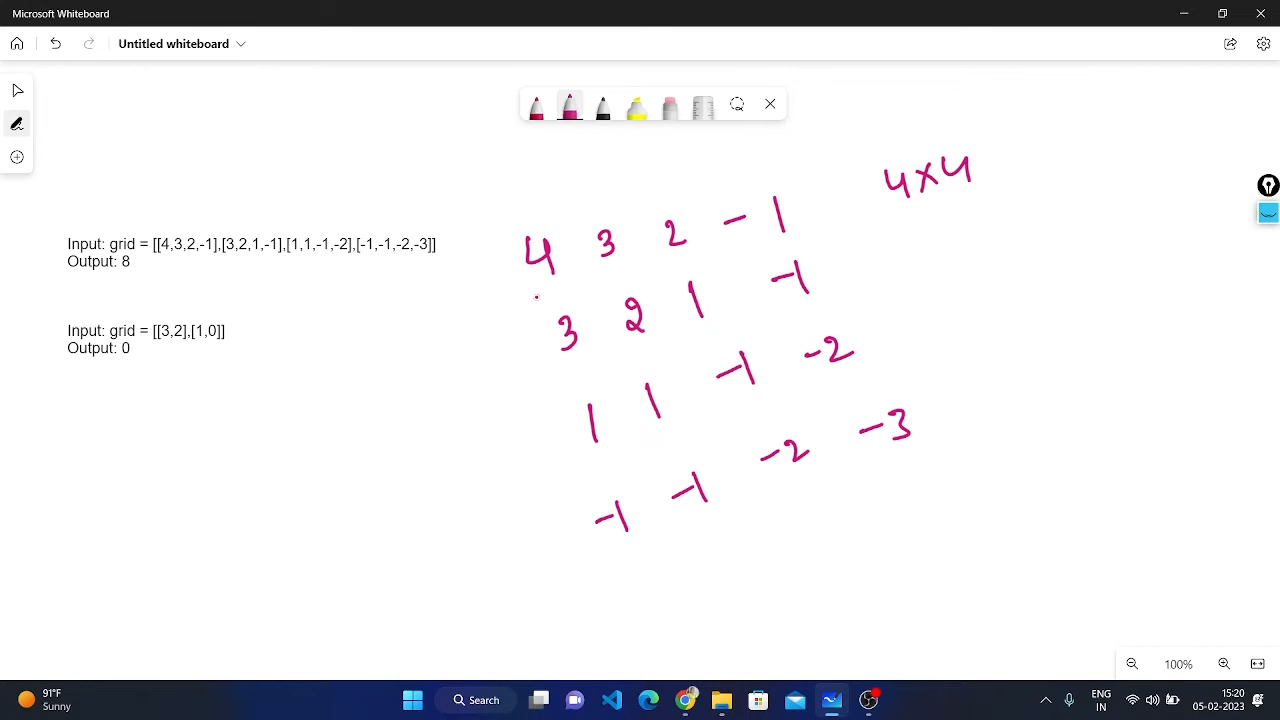 Microsoft Whiteboard
Untitled whiteboard
4×4
4 3 2 -1
Input: grid = [[4,3,2,-1],[3,2,1,-1],[1,1,-1,-2],[-1,-1,-2,-3]]
Output: 8
3 2 1 -1
Input: grid = [[3,2],[1,0]]
Output: 0
1 1 -1 -2
-1 -1 -2 -3
100%
91°F
Sunny
Search
ENG
IN
15:20
05-02-2023